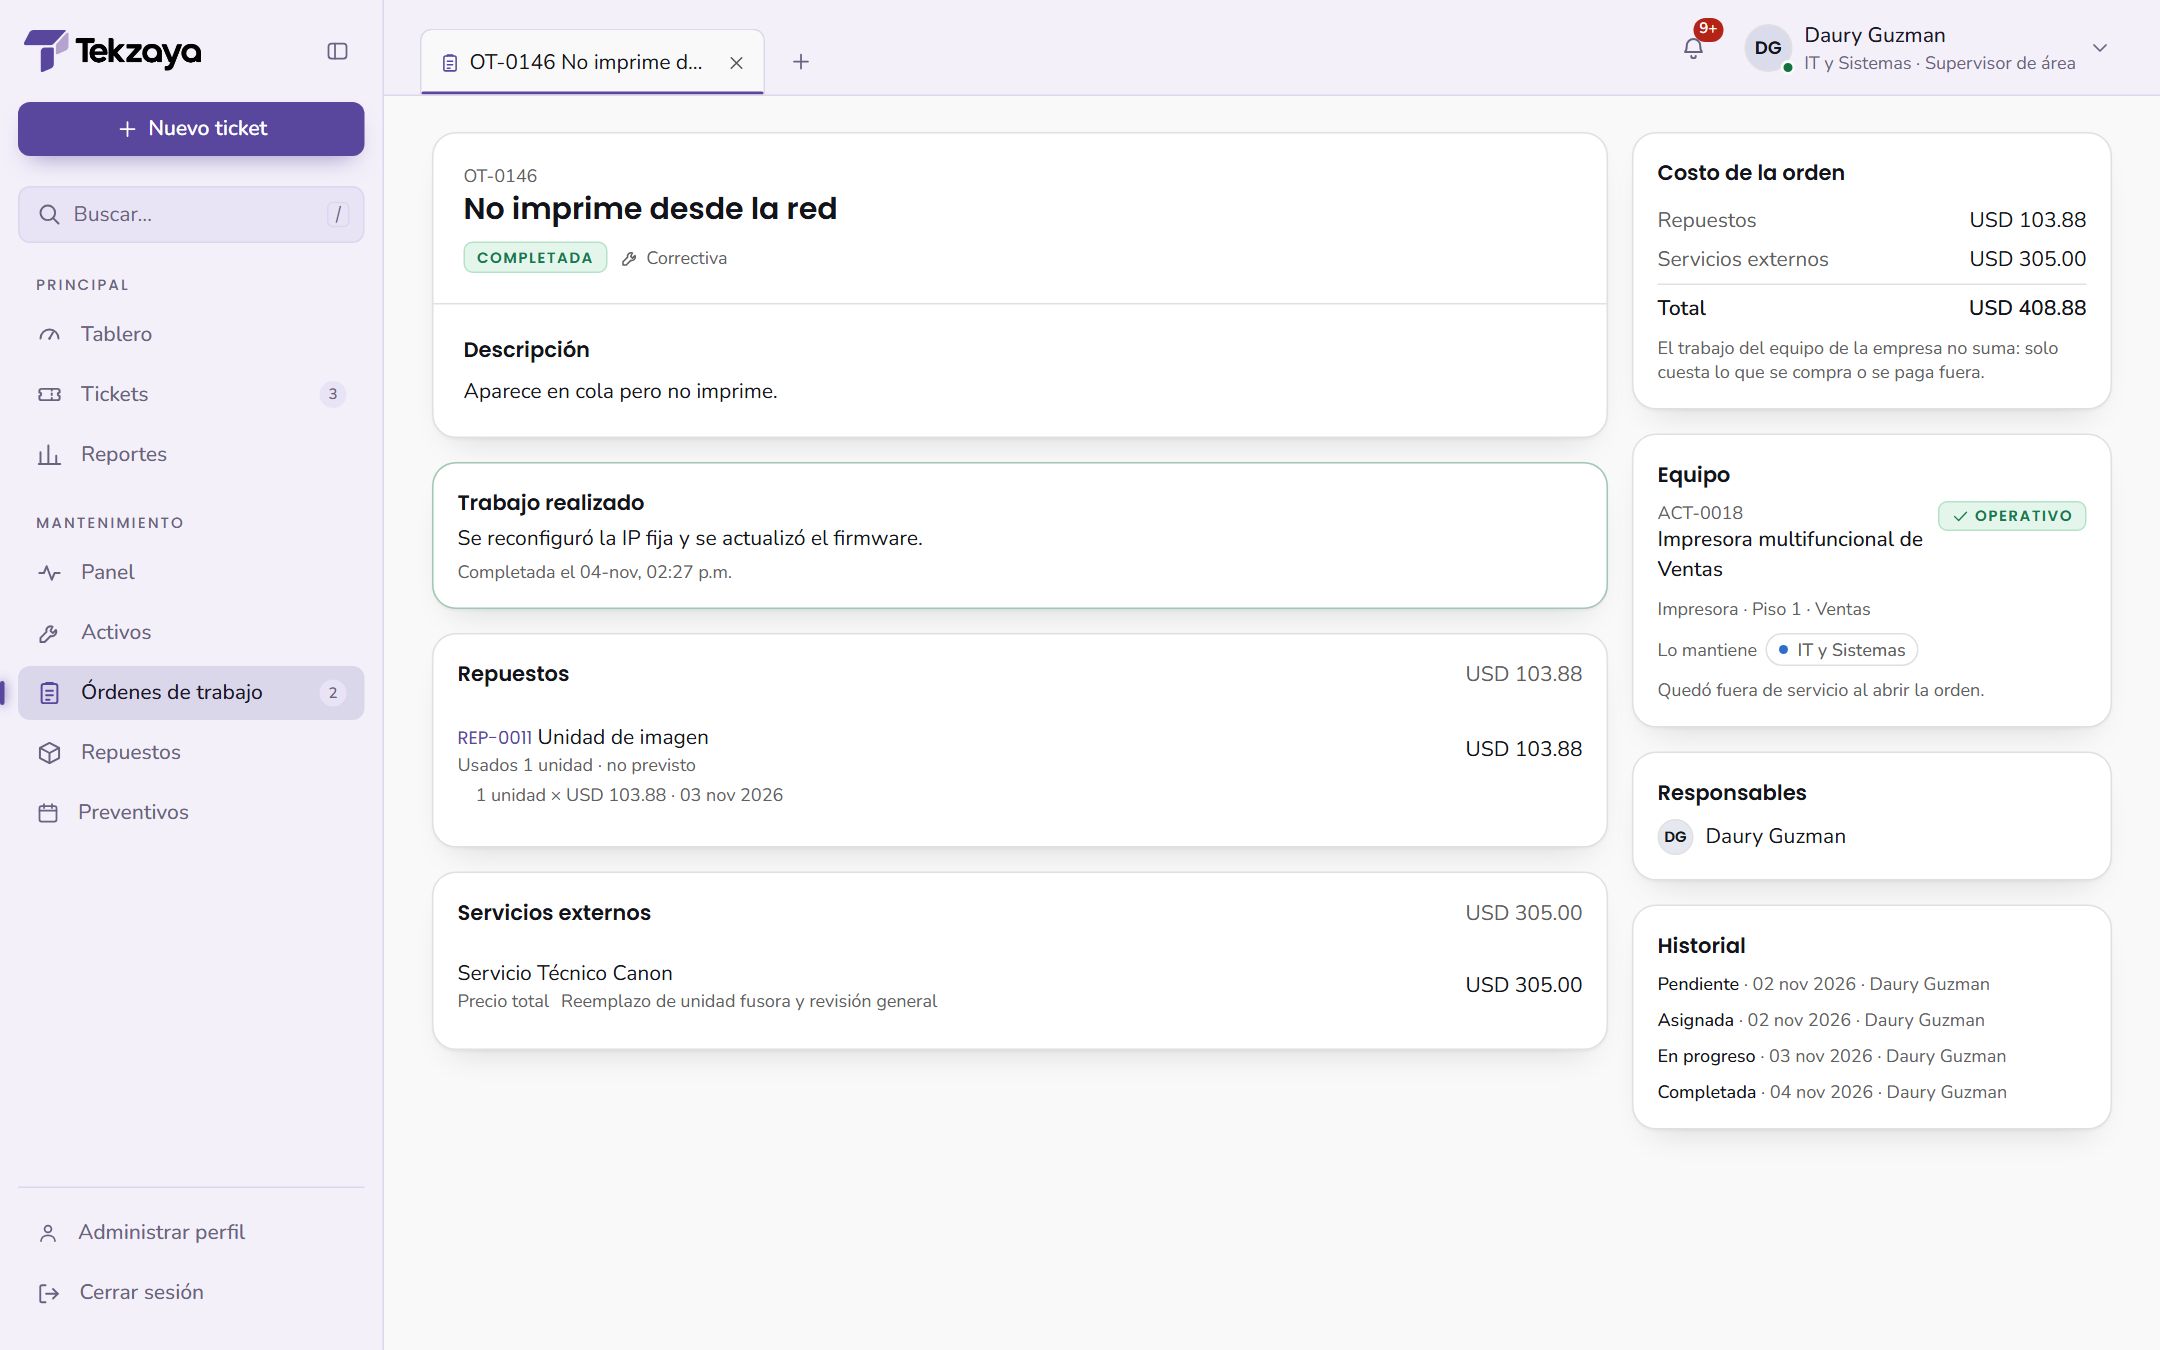 Tekzaya
Nuevo ticket
Buscar...
/
PRINCIPAL
Tablero
Tickets
3
Reportes
MANTENIMIENTO
Panel
Activos
Órdenes de trabajo
2
Repuestos
Preventivos
Administrar perfil
Cerrar sesión
OT-0146 No imprime d...
9+
DG
Daury Guzman
IT y Sistemas · Supervisor de área
OT-0146
No imprime desde la red
COMPLETADA
Correctiva
Descripción
Aparece en cola pero no imprime.
Trabajo realizado
Se reconfiguró la IP fija y se actualizó el firmware.
Completada el 04-nov, 02:27 p.m.
Repuestos
USD 103.88
REP-0011 Unidad de imagen
USD 103.88
Usados 1 unidad · no previsto
1 unidad × USD 103.88 · 03 nov 2026
Servicios externos
USD 305.00
Servicio Técnico Canon
USD 305.00
Precio total Reemplazo de unidad fusora y revisión general
Costo de la orden
Repuestos USD 103.88
Servicios externos USD 305.00
Total USD 408.88
El trabajo del equipo de la empresa no suma: solo
cuesta lo que se compra o se paga fuera.
Equipo
ACT-0018
OPERATIVO
Impresora multifuncional de
Ventas
Impresora · Piso 1 · Ventas
Lo mantiene IT y Sistemas
Quedó fuera de servicio al abrir la orden.
Responsables
DG Daury Guzman
Historial
Pendiente · 02 nov 2026 · Daury Guzman
Asignada · 02 nov 2026 · Daury Guzman
En progreso · 03 nov 2026 · Daury Guzman
Completada · 04 nov 2026 · Daury Guzman